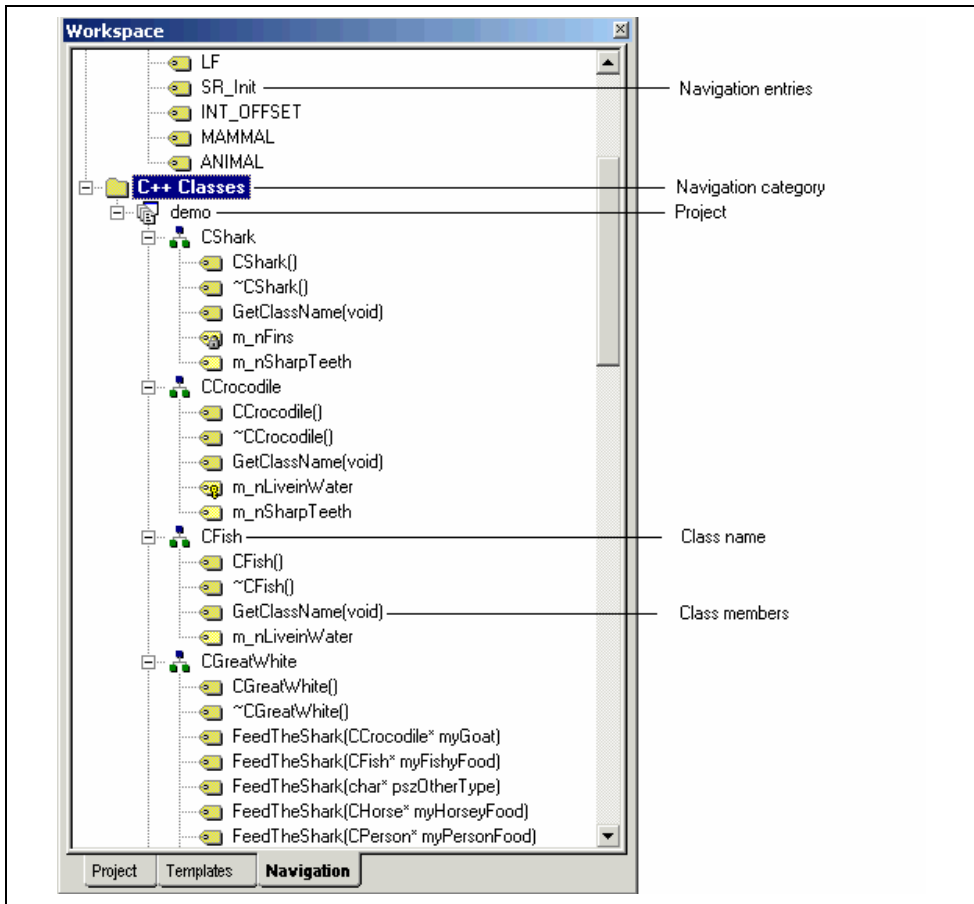 Workspace
LF
SR_Init
Navigation entries
INT_OFFSET
MAMMAL
ANIMAL
C++ Classes
Navigation category
demo
Project
CShark
CShark()
~CShark()
GetClassName(void)
m_nFins
m_nSharpTeeth
CCrocodile
CCrocodile()
~CCrocodile()
GetClassName(void)
m_nLiveinWater
m_nSharpTeeth
CFish
Class name
CFish()
~CFish()
GetClassName(void)
Class members
m_nLiveinWater
CGreatWhite
CGreatWhite()
~CGreatWhite()
FeedTheShark(CCrocodile* myGoat)
FeedTheShark(CFish* myFishyFood)
FeedTheShark(char* pszOtherType)
FeedTheShark(CHorse* myHorseyFood)
FeedTheShark(CPerson* myPersonFood)
Project
Templates
Navigation